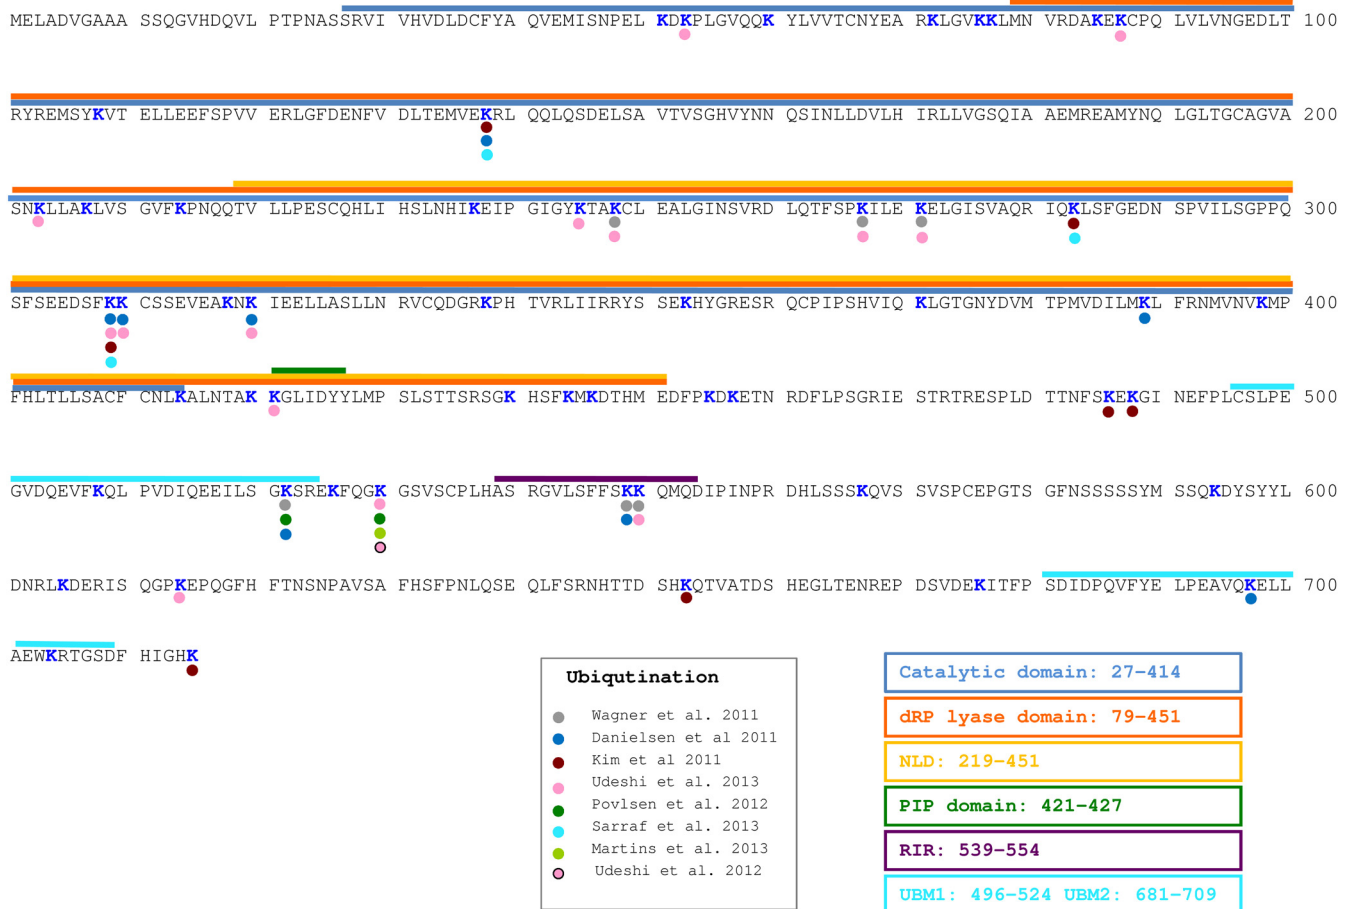 MELADVGAAA SSQGVHDQVL PTPNASSRVI VHVDLDCFYA QVEMISNPEL KDKPLGVQQK YLVVTCNYEA RKLGVKKLMN VRDAKEKCPQ LVLVNGEDLT 100
RYREMSYKVT ELLEEFSPVV ERLGFDENFV DLTEMVEKRL QQLQSDELSA VTVSGHVYNN QSINLLDVLH IRLLVGSQIA AEMREAMYNQ LGLTGCAGVA 200
SNKLLAKLVS GVFKPNQQTV LLPESCQHLI HSLNHIKEIP GIGYKTAKCL EALGINSVRD LQTFSPKILE KELGISVAQR IQKLSFGEDN SPVILSGPPQ 300
SFSEEDSFKK CSSEVEAKNK IEELLASLLN RVCQDGRKPH TVRLIIRRYS SEKHYGRESR QCPIPSHVIQ KLGTGNYDVM TPMVDILMKL FRNMVNVKMP 400
FHLTLLSACF CNLKALNTAK KGLIDYYLMP SLSTTSRSGK HSFKMKDTHM EDFPKDKETN RDFLPSGRIE STRTRESPLD TTNFSKEKGI NEFPLCSLPE 500
GVDQEVFKQL PVDIQEEILS GKSREKFQGK GSVSCPLHAS RGVLSFFSKK QMQDIPINPR DHLSSSKQVS SVSPCEPGTS GFNSSSSSYM SSQKDYSYYL 600
DNRLKDERIS QGPKEPQGFH FTNSNPAVSA FHSFPNLQSE QLFSRNHTTD SHKQTVATDS HEGLTENREP DSVDEKITFP SDIDPQVFYE LPEAVQKELL 700
AEWKRTGSDF HIGHK
Ubiqutination
Wagner et al. 2011
Danielsen et al 2011
Kim et al 2011
Udeshi et al. 2013
Povlsen et al. 2012
Sarraf et al. 2013
Martins et al. 2013
Udeshi et al. 2012
Catalytic domain: 27-414
dRP lyase domain: 79-451
NLD: 219-451
PIP domain: 421-427
RIR: 539-554
UBM1: 496-524 UBM2: 681-709